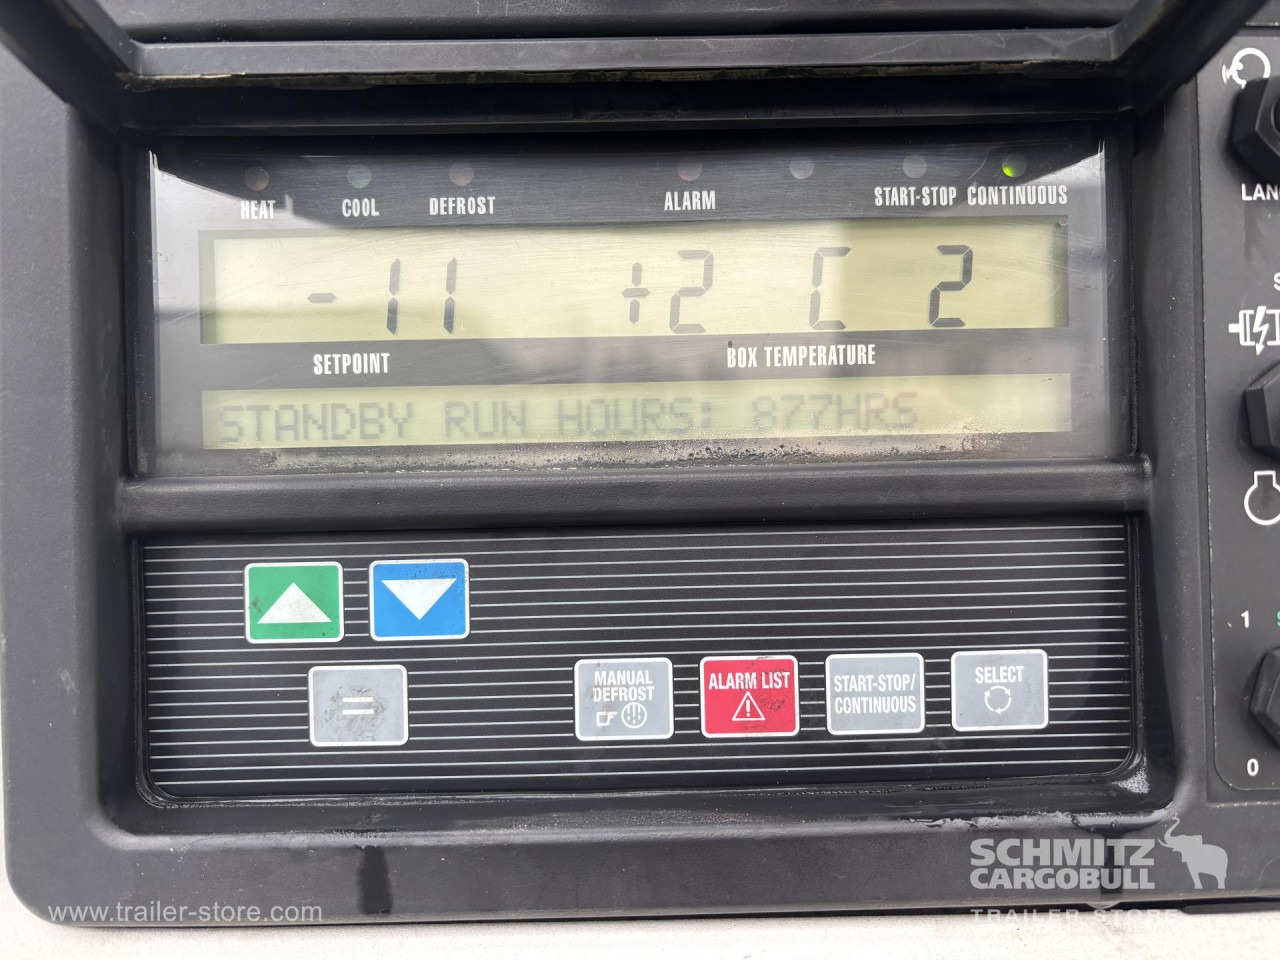 HEAT COOL DEFROST ALARM START-STOP CONTINUOUS
-11 +2 C 2
SETPOINT BOX TEMPERATURE
STANDBY RUN HOURS: 877HRS
MANUAL DEFROST
ALARM LIST
START-STOP/
CONTINUOUS
SELECT
=
1
0
SCHMITZ
CARGOBULL
TRAILER STORE
www.trailer-store.com